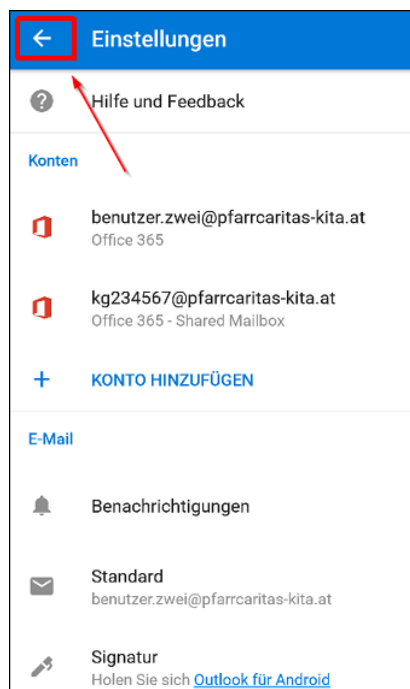 Einstellungen
Hilfe und Feedback
Konten
benutzer.zwei@pfarrcaritas-kita.at
Office 365
kg234567@pfarrcaritas-kita.at
Office 365 - Shared Mailbox
KONTO HINZUFÜGEN
E-Mail
Benachrichtigungen
Standard
benutzer.zwei@pfarrcaritas-kita.at
Signatur
Holen Sie sich Outlook für Android